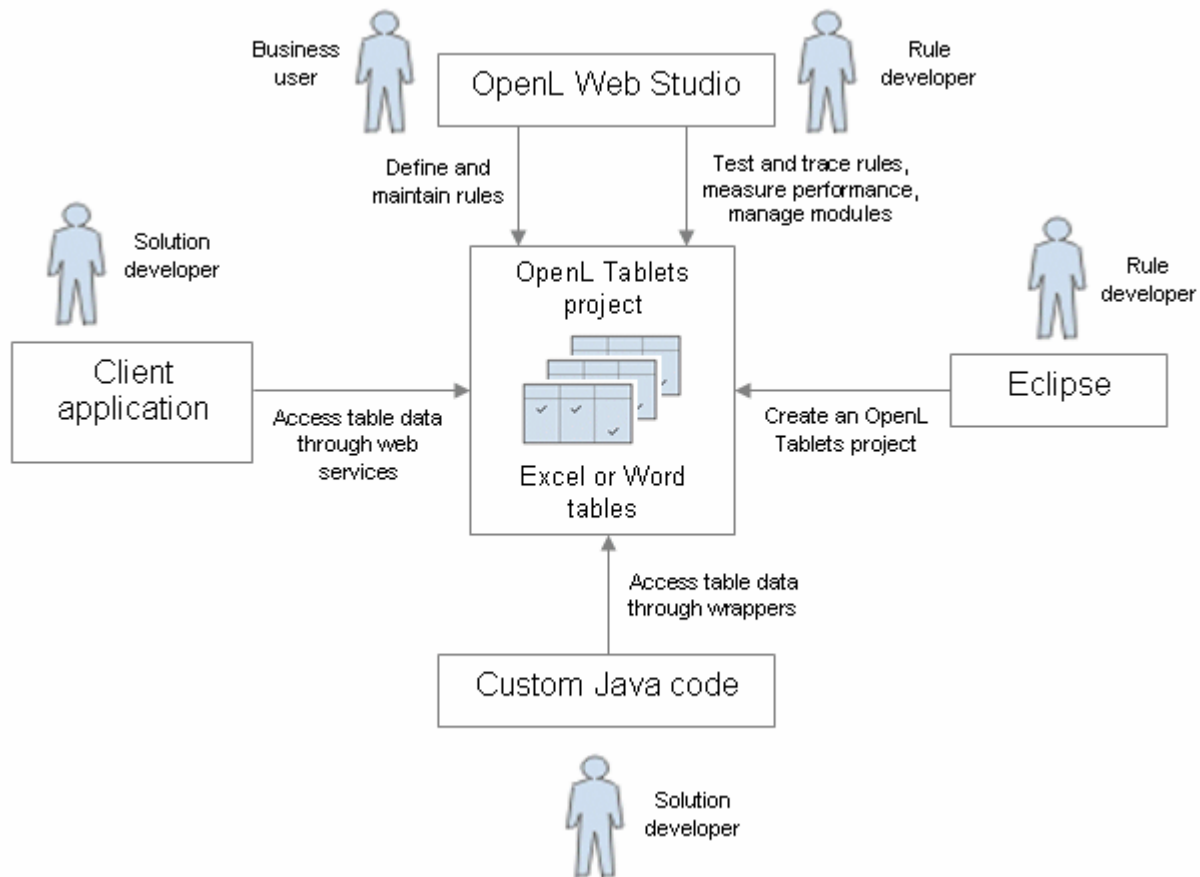 Business
user
OpenL Web Studio
Rule
developer
Define and
maintain rules
Test and trace rules,
measure performance,
manage modules
Solution
developer
OpenL Tablets
project
Rule
developer
Client
application
Eclipse
Access table data
through web
services
Create an OpenL
Tablets project
Excel or Word
tables
Access table data
through wrappers
Custom Java code
Solution
developer